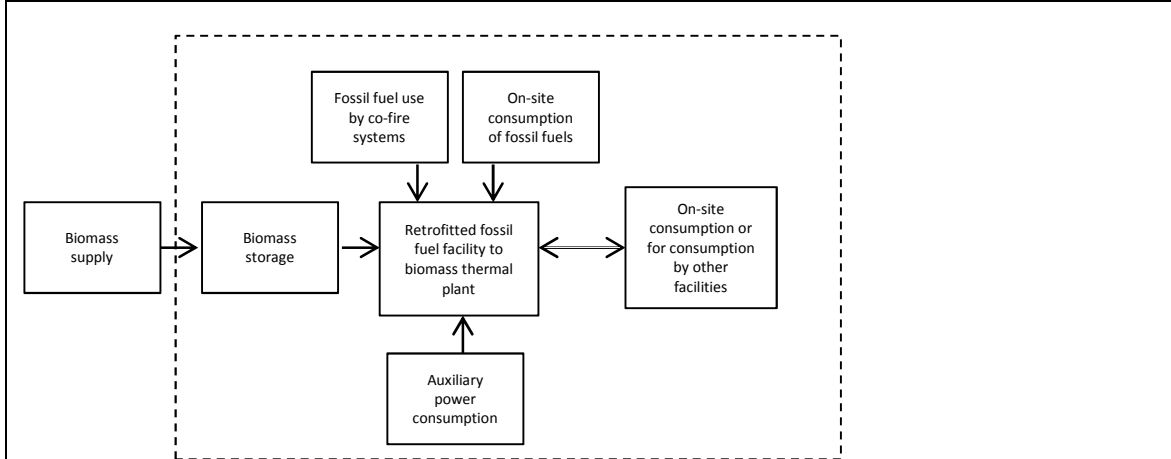 Fossil fuel use
by co-fire
systems
On-site
consumption
of fossil fuels
Biomass
supply
Biomass
storage
Retrofitted fossil
fuel facility to
biomass thermal
plant
On-site
consumption or
for consumption
by other
facilities
Auxiliary
power
consumption